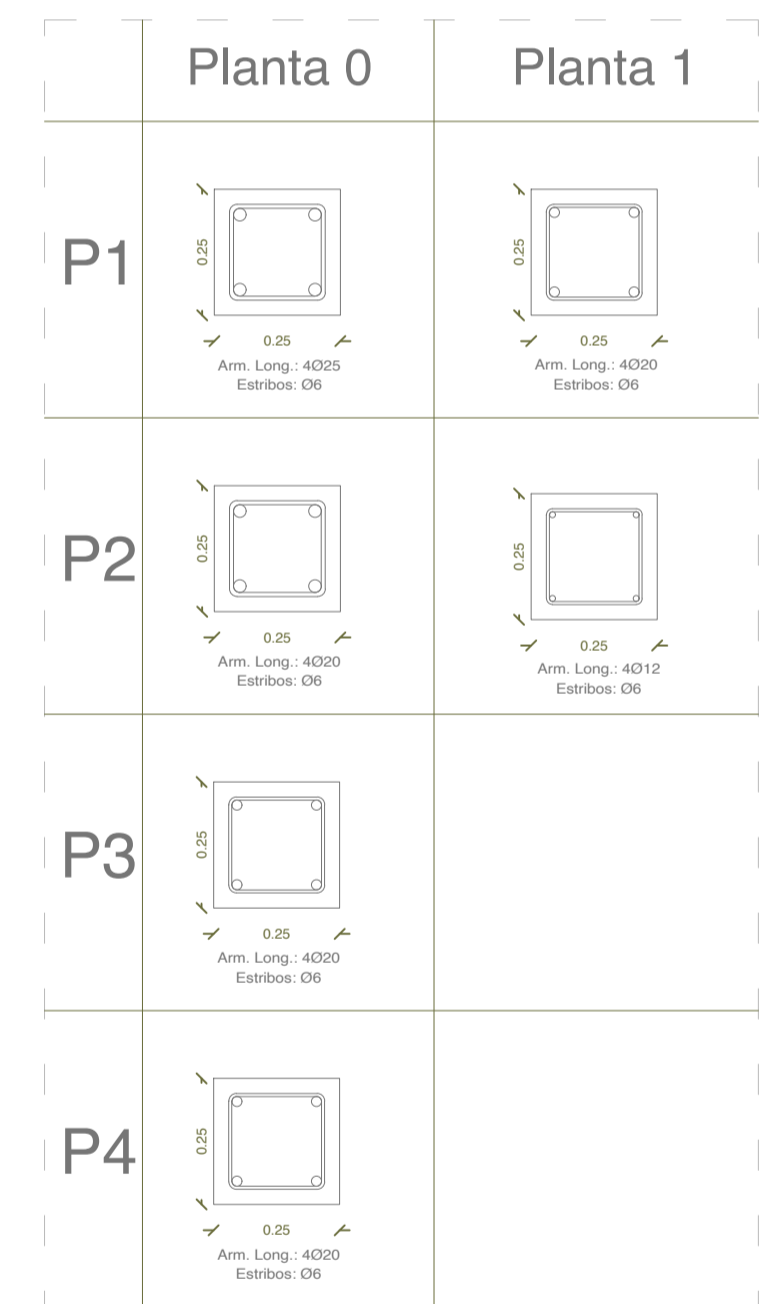 Planta 0
Planta 1
P1
0.25
0.25
Arm. Long.: 4Ø25
Estribos: Ø6
0.25
0.25
Arm. Long.: 4Ø20
Estribos: Ø6
P2
0.25
0.25
Arm. Long.: 4Ø20
Estribos: Ø6
0.25
0.25
Arm. Long.: 4Ø12
Estribos: Ø6
P3
0.25
0.25
Arm. Long.: 4Ø20
Estribos: Ø6
P4
0.25
0.25
Arm. Long.: 4Ø20
Estribos: Ø6